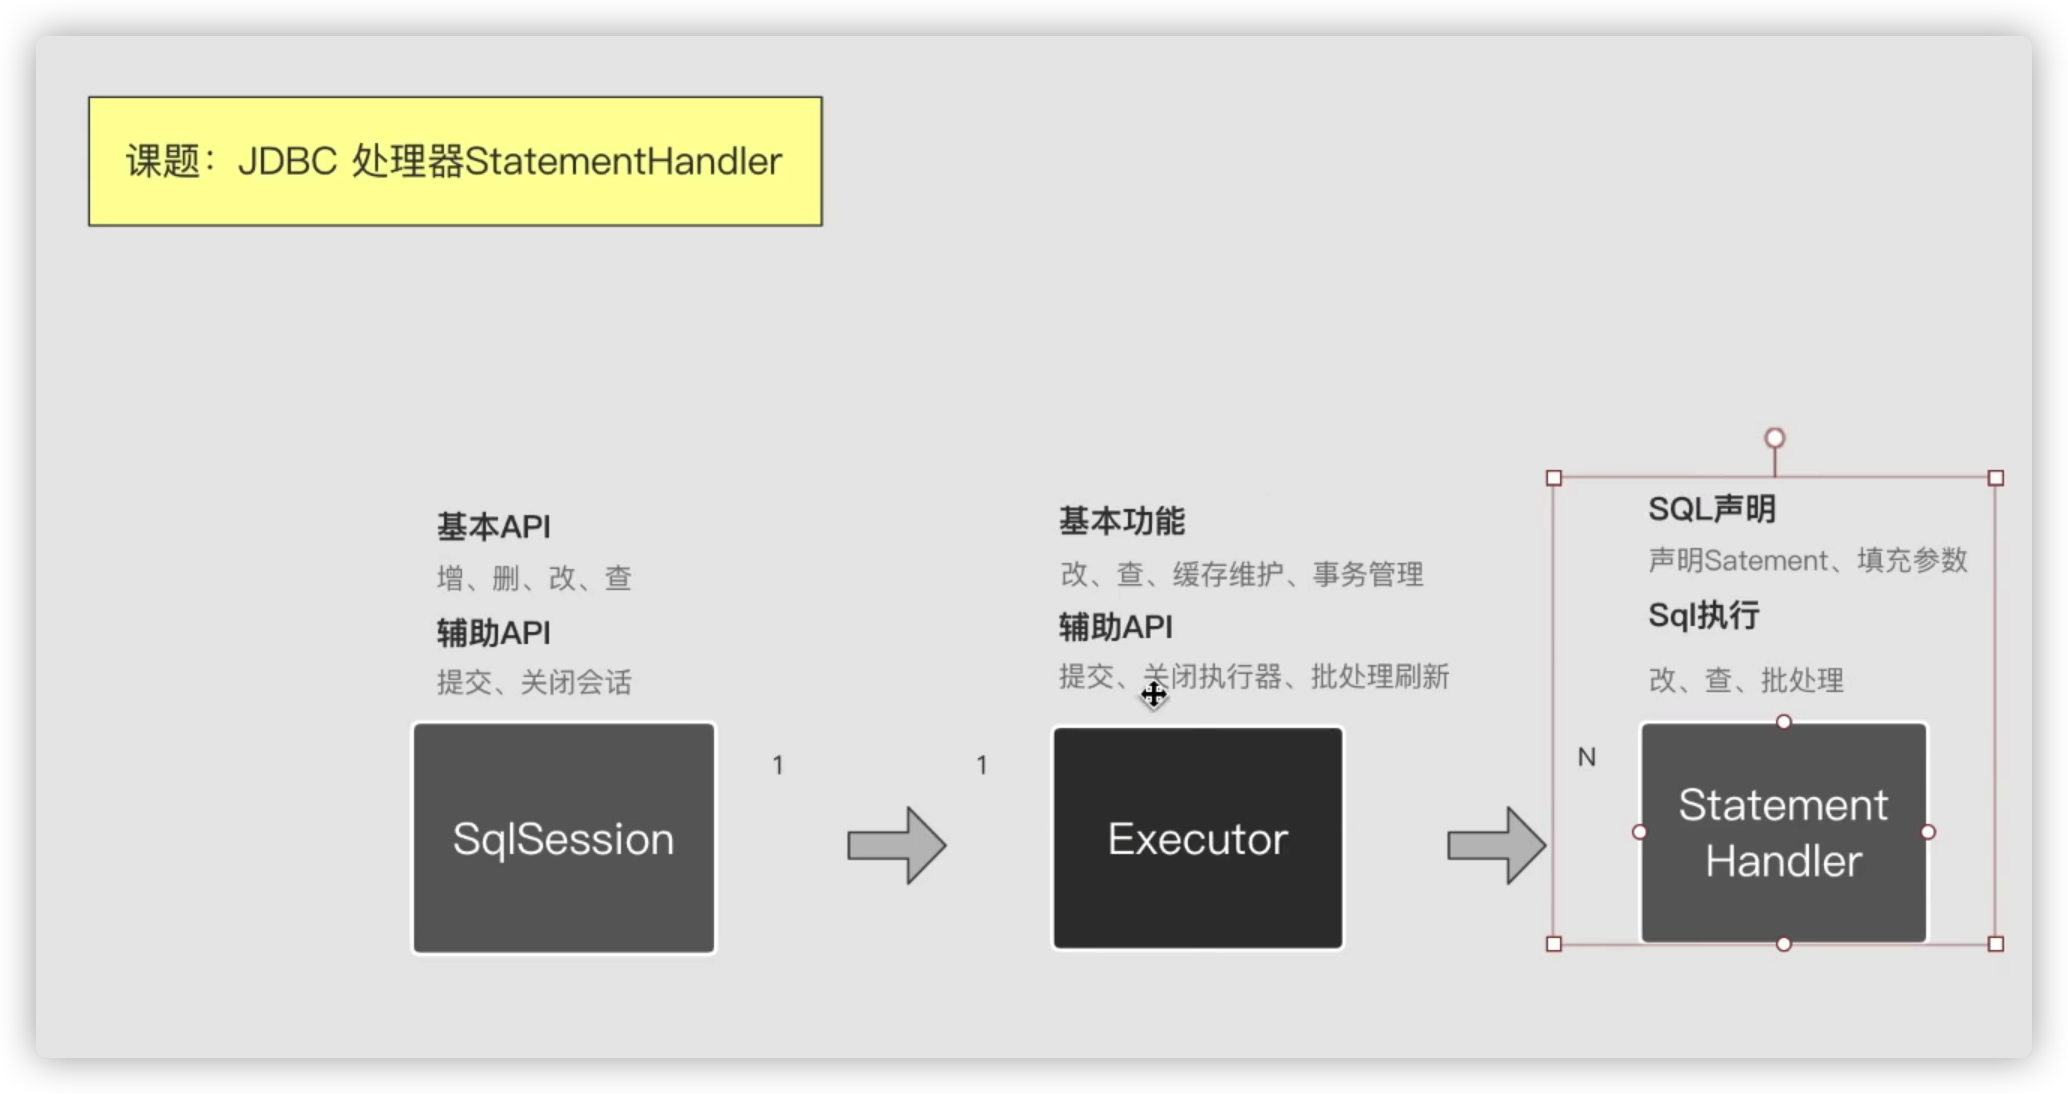 课题：JDBC 处理器StatementHandler
基本API
增、删、改、查
辅助API
提交、关闭会话
SqlSession
1
1
基本功能
改、查、缓存维护、事务管理
辅助API
提交、关闭执行器、批处理刷新
Executor
SQL声明
声明Satement、填充参数
Sql执行
改、查、批处理
N
Statement
Handler